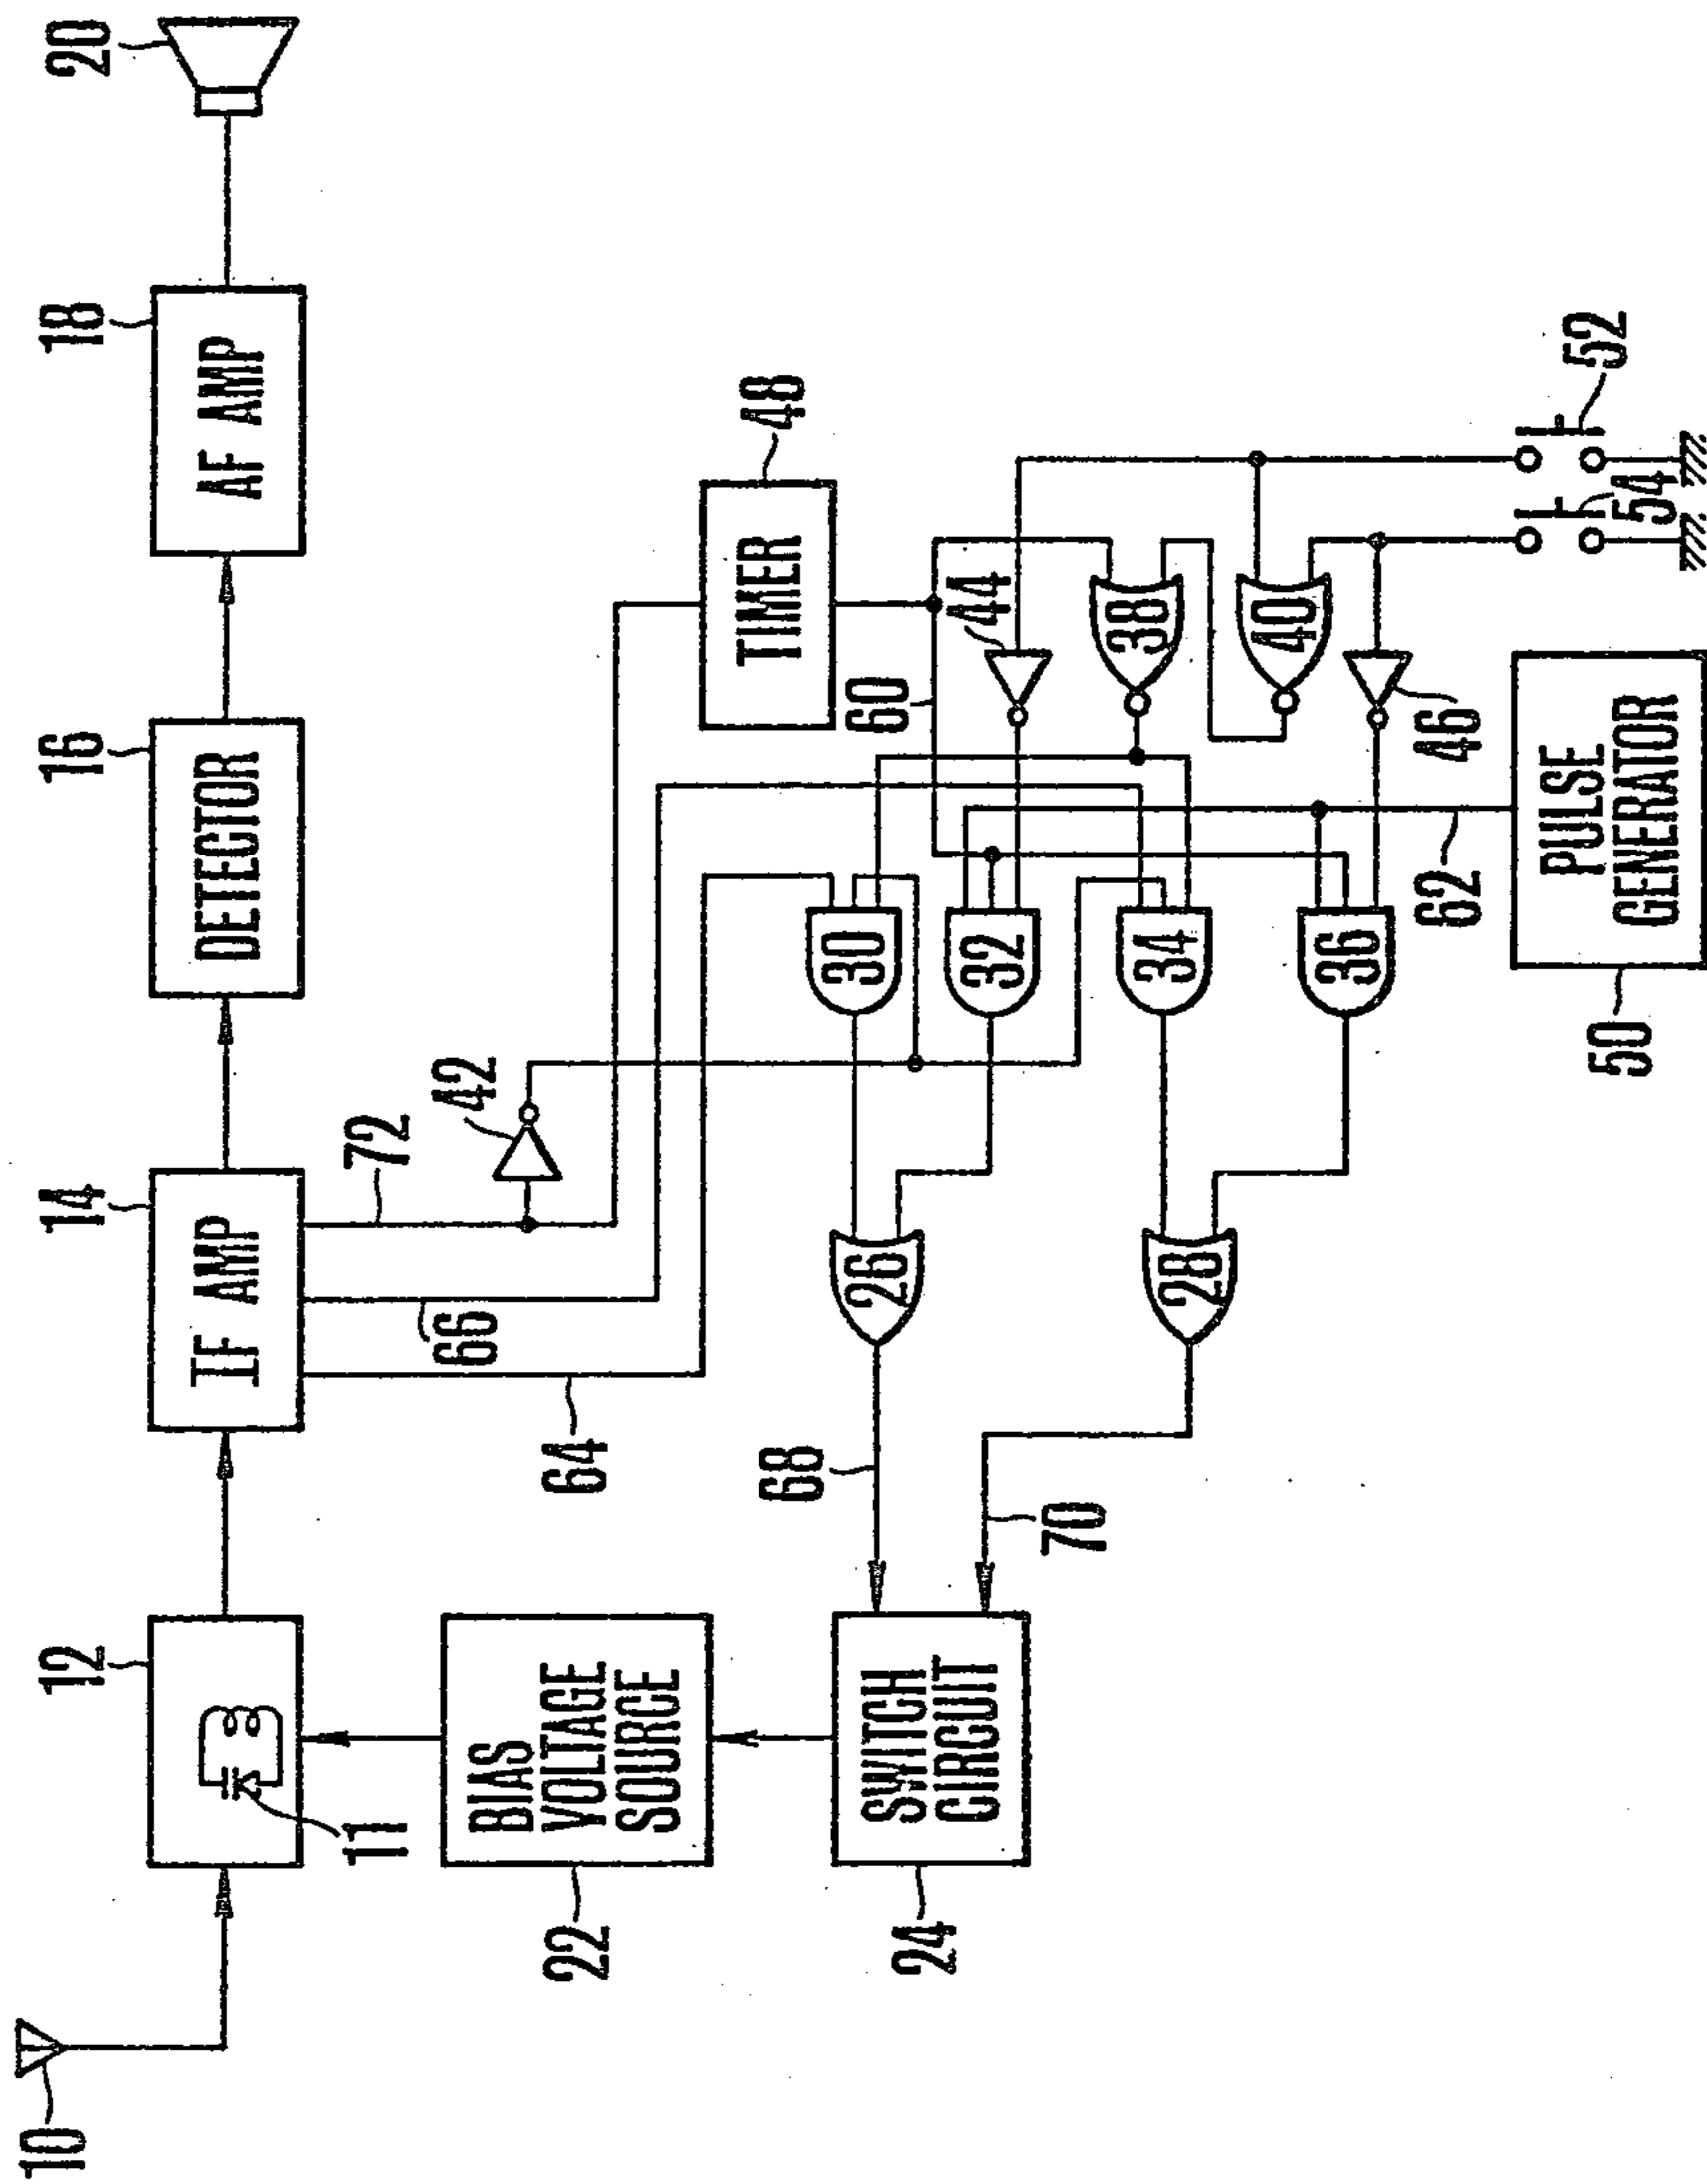 10
12
11
14
16
DETECTOR
18
AF AMP
20
IF AMP
72
66
64
42
BIAS
VOLTAGE
SOURCE
22
SWITCH
CIRCUIT
24
68
70
26
28
30
32
34
36
60
62
TIMER
48
44
38
40
46
52
54
PULSE
GENERATOR
50